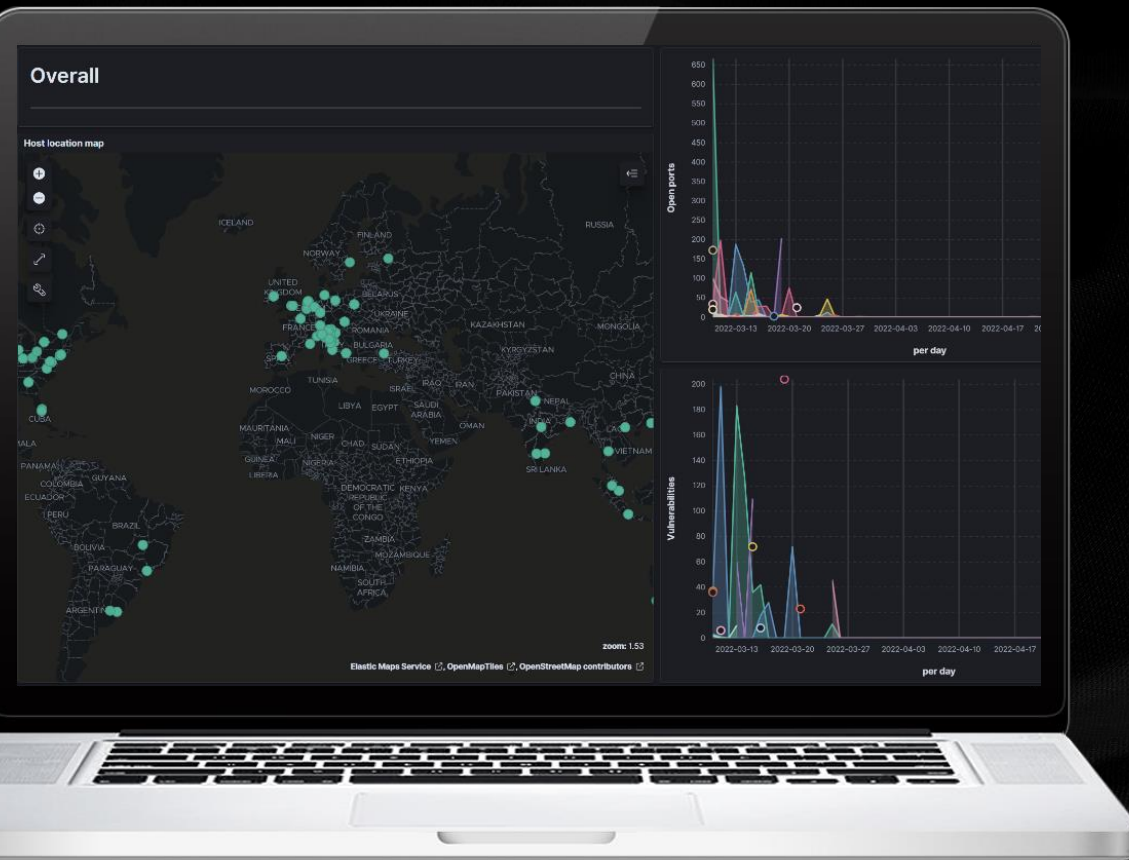 Overall
Host location map
ICELAND
RUSSIA
FINLAND
NORWAY
UNITED
KINGDOM
BELARUS
UKRAINE
FRANCE
ROMANIA
KAZAKHSTAN
MONGOLIA
BULGARIA
KYRGYZSTAN
GREECE
TURKEY
CHINA
TUNISIA
MOROCCO
ISRAEL
IRAQ
IRAN
PAKISTAN
NEPAL
LIBYA
EGYPT
SAUDI
ARABIA
CUBA
OMAN
INDIA
MAURITANIA
MALI
NIGER
CHAD
SUDAN
YEMEN
VIETNAM
GUINEA
NIGERIA
ETHIOPIA
SRI LANKA
PANAMA
LIBERIA
GUYANA
COLOMBIA
DEMOCRATIC
REPUBLIC
OF THE
CONGO
KENYA
ECUADOR
PERU
BRAZIL
ZAMBIA
BOLIVIA
MOZAMBIQUE
PARAGUAY
NAMIBIA
SOUTH
AFRICA
zoom: 1.53
Elastic Maps Service, OpenMapTiles, OpenStreetMap contributors
Open ports
650
600
550
500
450
400
350
300
250
200
150
100
50
0
2022-03-13 2022-03-20 2022-03-27 2022-04-03 2022-04-10 2022-04-17 20
per day
Vulnerabilities
200
180
160
140
120
100
80
60
40
20
0
2022-03-13 2022-03-20 2022-03-27 2022-04-03 2022-04-10 2022-04-17
per day